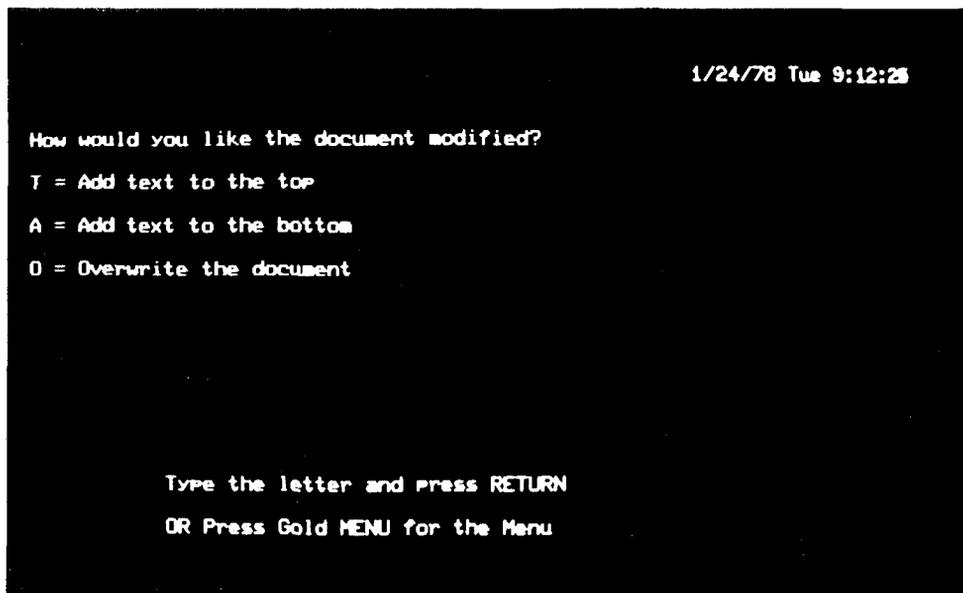 1/24/78 Tue 9:12:2
How would you like the document modified?
T = Add text to the top
A = Add text to the bottom
O = Overwrite the document
Type the letter and press RETURN
OR Press Gold MENU for the Menu